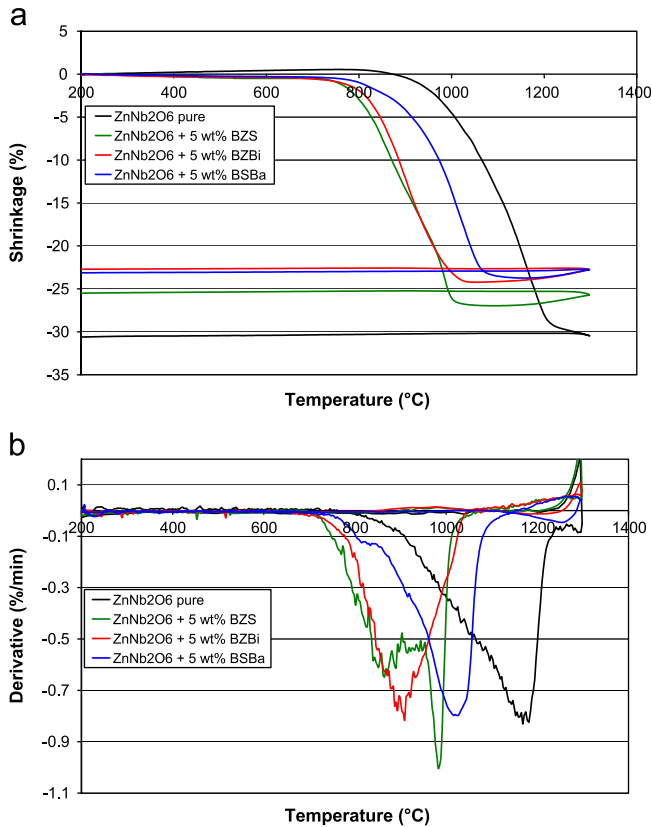 a
5
0
200
400
600
800
1000
1200
1400
-5
-10
-15
-20
-25
-30
-35
ZnNb2O6 pure
ZnNb2O6 + 5 wt% BZS
ZnNb2O6 + 5 wt% BZBi
ZnNb2O6 + 5 wt% BSBa
Shrinkage (%)
Temperature (°C)
b
0.1
-0.1
200
400
600
800
1000
1200
1400
-0.3
-0.5
-0.7
-0.9
-1.1
ZnNb2O6 pure
ZnNb2O6 + 5 wt% BZS
ZnNb2O6 + 5 wt% BZBi
ZnNb2O6 + 5 wt% BSBa
Derivative (%/min)
Temperature (°C)